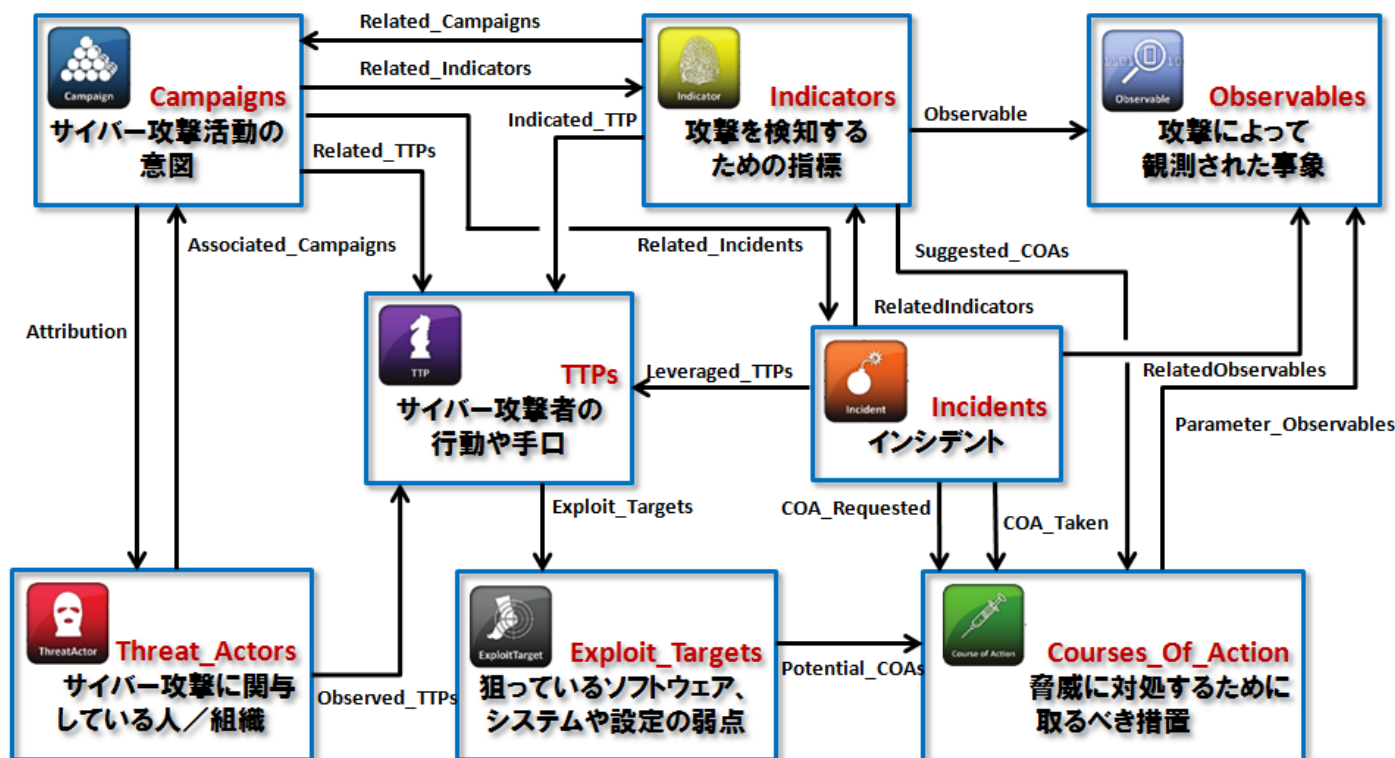 Related_Campaigns
Related_Indicators
Campaign
Campaigns
サイバー攻撃活動の
意図
Indicator
Indicators
攻撃を検知する
ための指標
Observable
Observable
Observables
攻撃によって
観測された事象
Indicated_TTP
Related_TTPs
Associated_Campaigns
Related_Incidents
Suggested_COAs
Attribution
RelatedIndicators
TTP
TTPs
サイバー攻撃者の
行動や手口
Leveraged_TTPs
Incident
Incidents
インシデント
RelatedObservables
Parameter_Observables
Exploit_Targets
COA_Requested
COA_Taken
ThreatActor
Threat_Actors
サイバー攻撃に関与
している人／組織
Observed_TTPs
ExploitTarget
Exploit_Targets
狙っているソフトウェア、
システムや設定の弱点
Potential_COAs
Course of Action
Courses_Of_Action
脅威に対処するために
取るべき措置